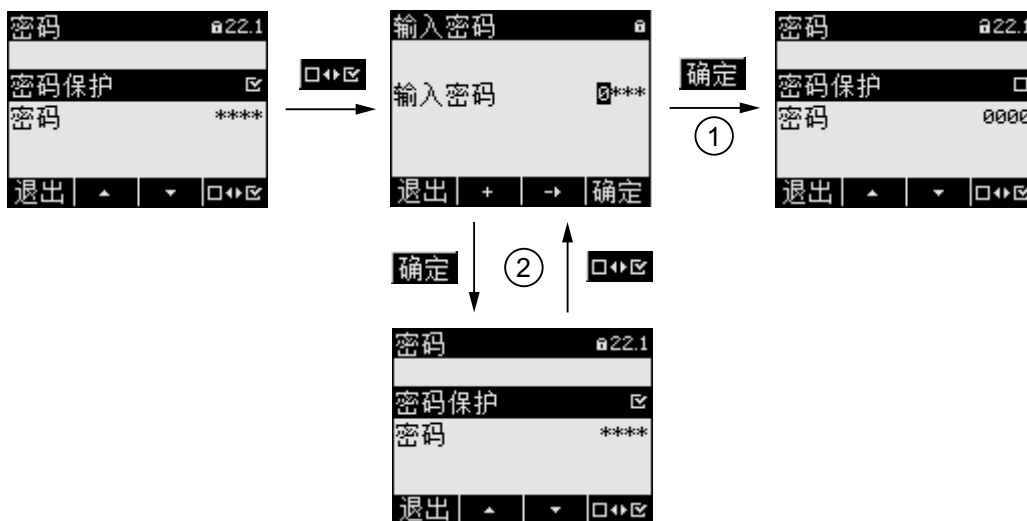 密码 22.1
密码保护
密码 ****
退出
输入密码
输入密码 0***
退出 + 确定
确定
①
密码 22.1
密码保护
密码 0000
退出
确定
②
密码 22.1
密码保护
密码 ****
退出